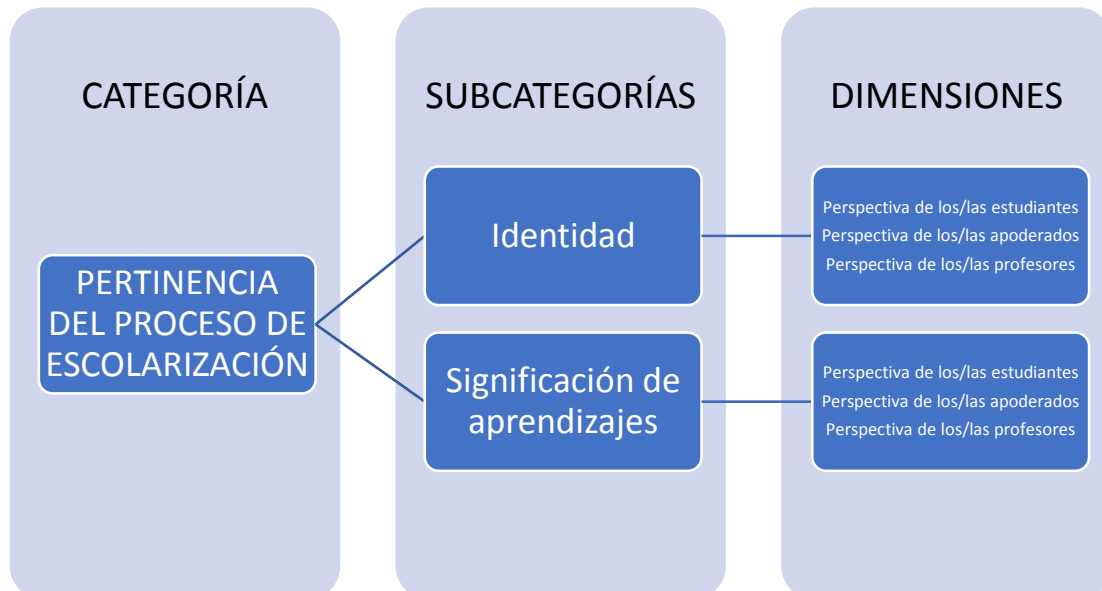 CATEGORÍA
PERTINENCIA
DEL PROCESO DE
ESCOLARIZACIÓN
SUBCATEGORÍAS
Identidad
Significación de
aprendizajes
DIMENSIONES
Perspectiva de los/las estudiantes
Perspectiva de los/las apoderados
Perspectiva de los/las profesores
Perspectiva de los/las estudiantes
Perspectiva de los/las apoderados
Perspectiva de los/las profesores